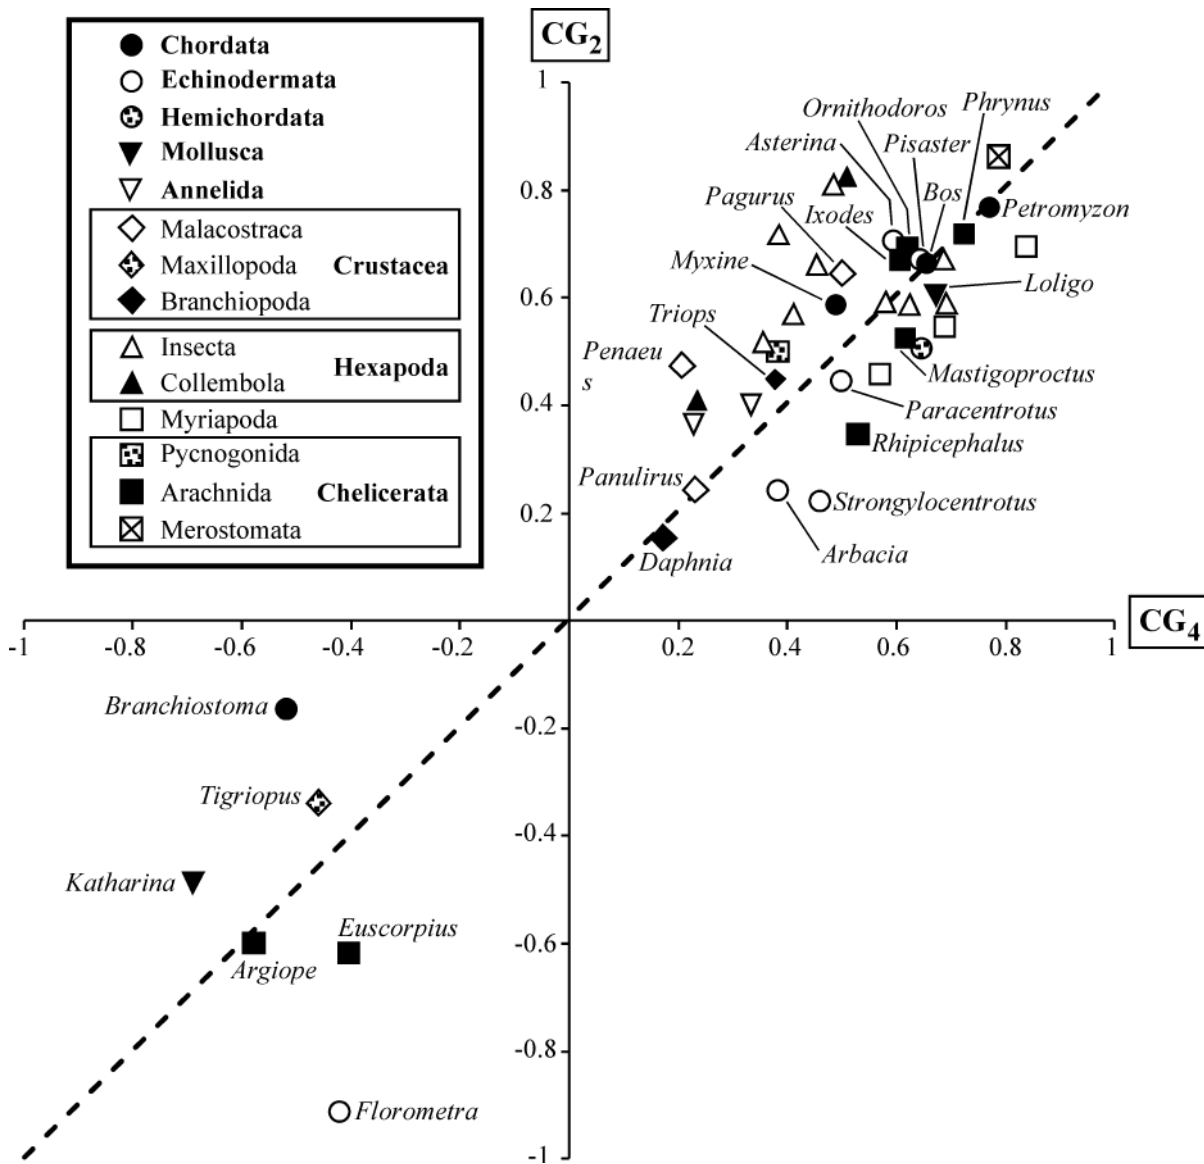 Chordata
Echinodermata
Hemichordata
Mollusca
Annelida
Malacostraca
Maxillopoda
Crustacea
Branchiopoda
Insecta
Hexapoda
Collembola
Myriapoda
Pycnogonida
Arachnida
Chelicerata
Merostomata
CG2
1
0.8
0.6
0.4
0.2
-0.2
-0.4
-0.6
-0.8
-1
-1
-0.8
-0.6
-0.4
-0.2
0.2
0.4
0.6
0.8
1
CG4
Ornithodoros
Phrynus
Asterina
Pisaster
Pagurus
Ixodes
Bos
Petromyzon
Myxine
Loligo
Triops
Penaeu
s
Mastigoproctus
Paracentrotus
Rhipicephalus
Panulirus
Strongylocentrotus
Daphnia
Arbacia
Branchiostoma
Tigriopus
Katharina
Euscorpius
Argiope
Florometra